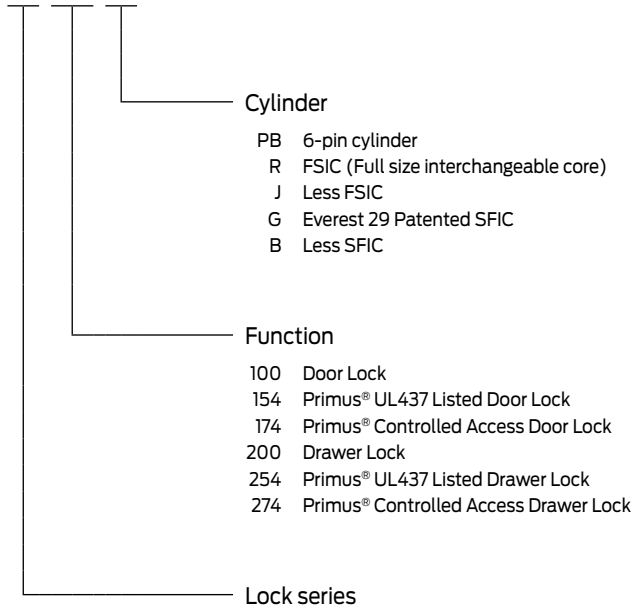 Cylinder
PB 6-pin cylinder
R FSIC (Full size interchangeable core)
J Less FSIC
G Everest 29 Patented SFIC
B Less SFIC
Function
100 Door Lock
154 Primus® UL437 Listed Door Lock
174 Primus® Controlled Access Door Lock
200 Drawer Lock
254 Primus® UL437 Listed Drawer Lock
274 Primus® Controlled Access Drawer Lock
Lock series